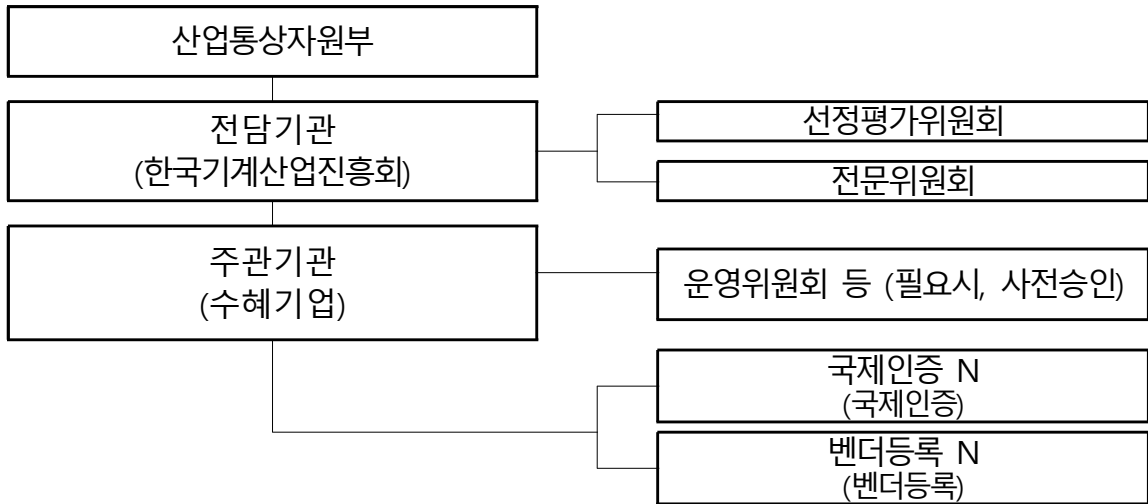 산업통상자원부
전담기관
(한국기계산업진흥회)
선정평가위원회
전문위원회
주관기관
(수혜기업)
운영위원회 등 (필요시, 사전승인)
국제인증 N
(국제인증)
벤더등록 N
(벤더등록)